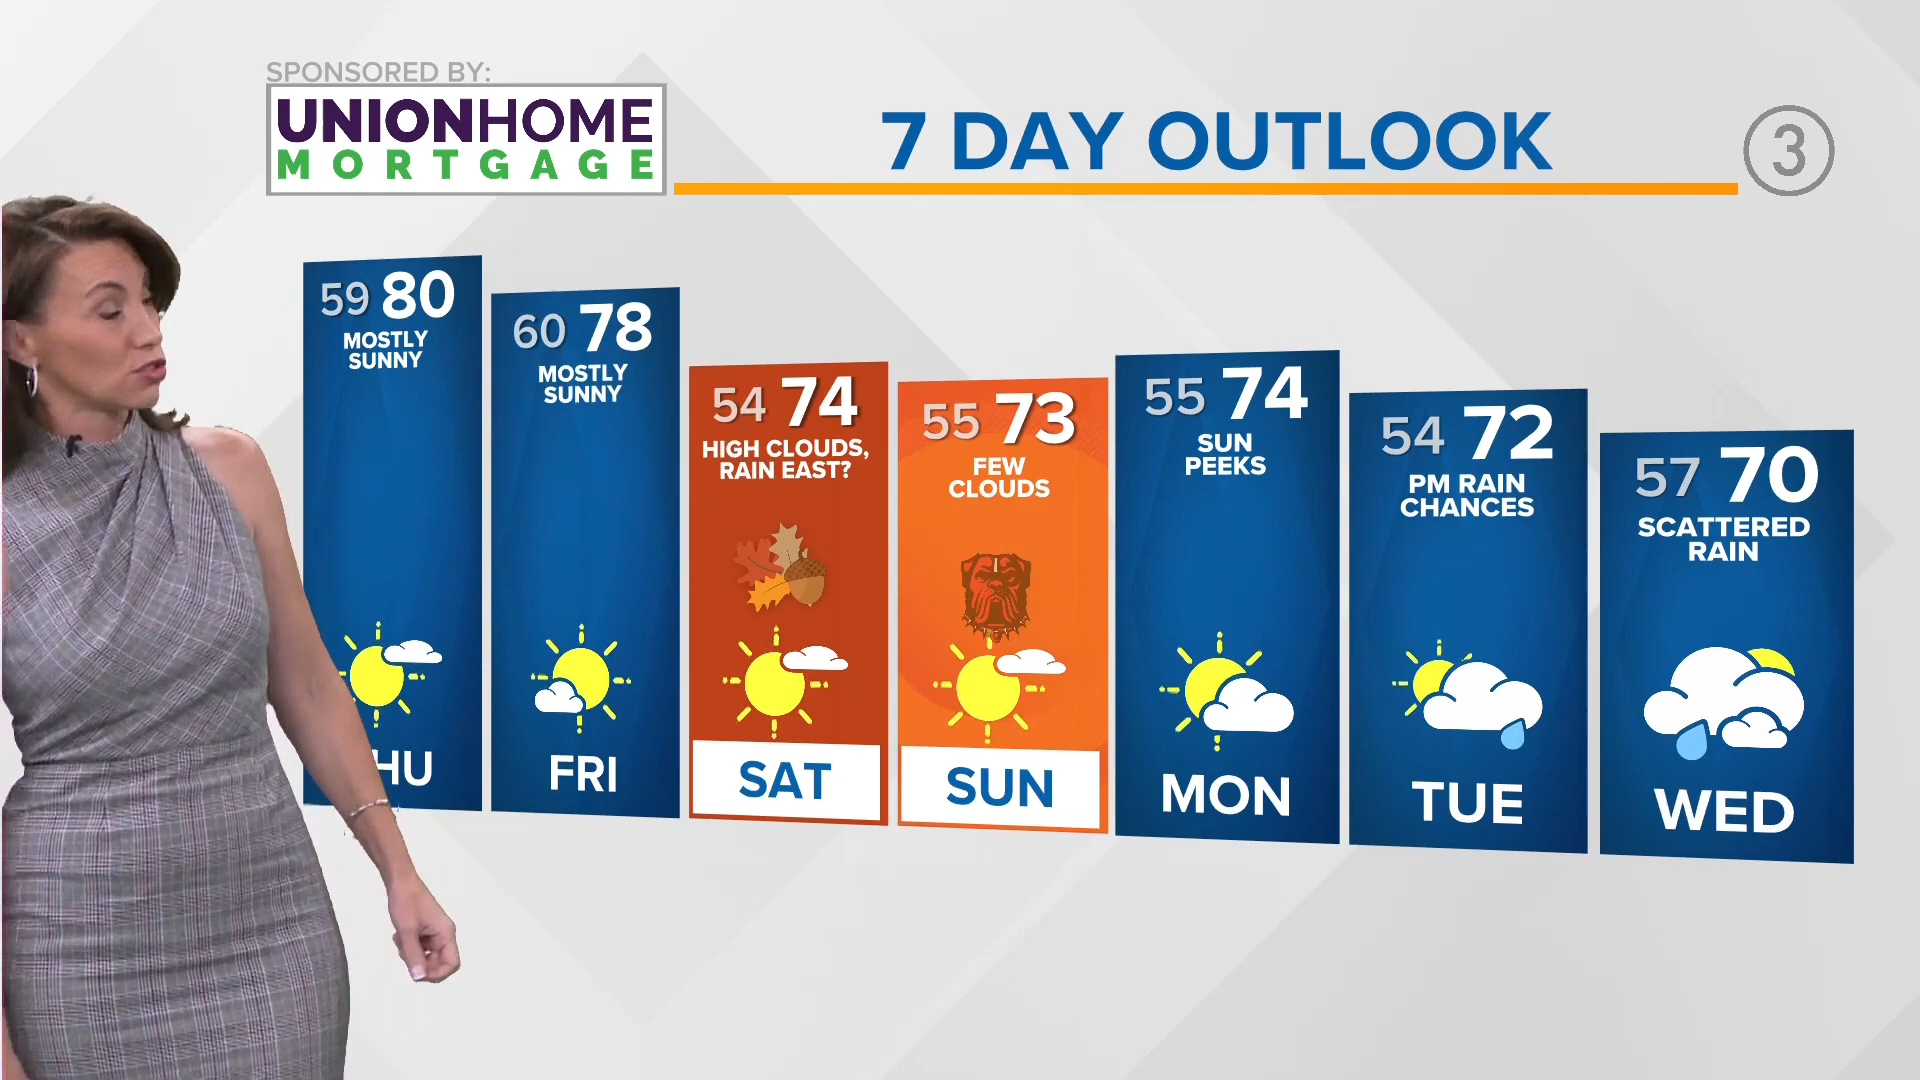 SPONSORED BY:
UNIONHOME
MORTGAGE
7 DAY OUTLOOK
3
59 80
MOSTLY
SUNNY
HU
60 78
MOSTLY
SUNNY
FRI
54 74
HIGH CLOUDS,
RAIN EAST?
SAT
55 73
FEW
CLOUDS
SUN
55 74
SUN
PEEKS
MON
54 72
PM RAIN
CHANCES
TUE
57 70
SCATTERED
RAIN
WED